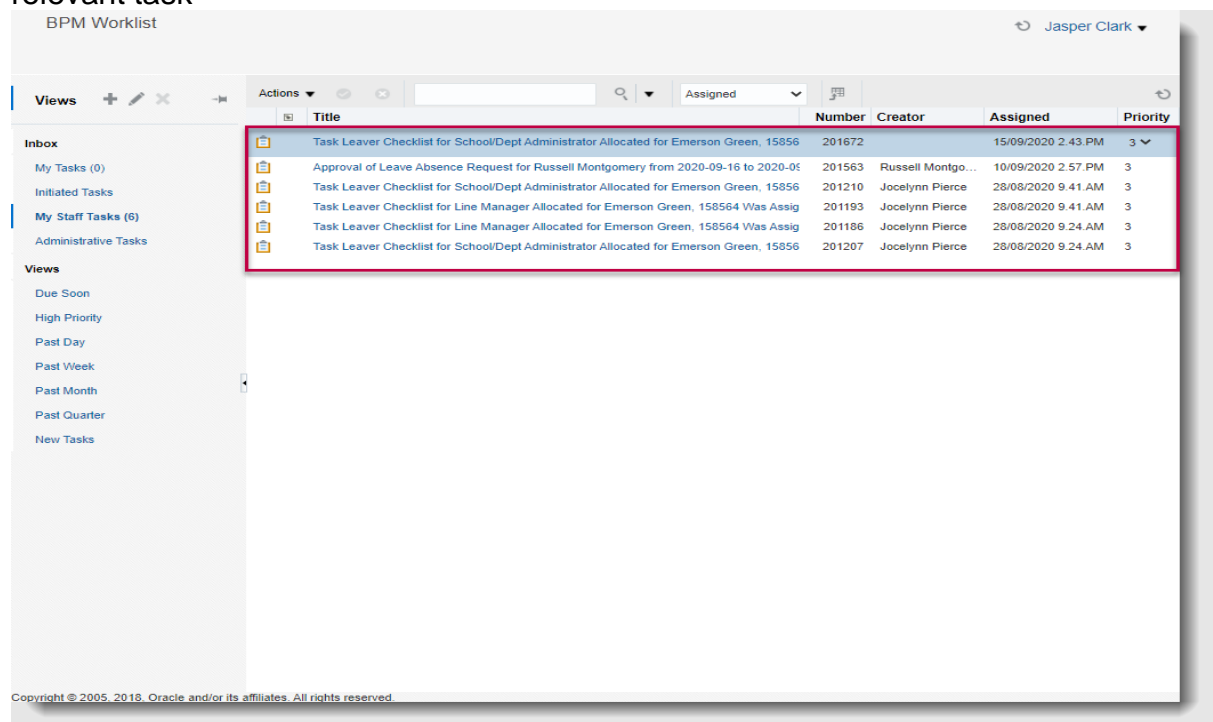 relevant task
BPM Worklist
Jasper Clark
Views
Actions
Assigned
Title Number Creator Assigned Priority
Inbox
Task Leaver Checklist for School/Dept Administrator Allocated for Emerson Green, 15856 201672 15/09/2020 2.43.PM 3
My Tasks (0)
Approval of Leave Absence Request for Russell Montgomery from 2020-09-16 to 2020-09 201563 Russell Montgo... 10/09/2020 2.57.PM 3
Initiated Tasks
Task Leaver Checklist for School/Dept Administrator Allocated for Emerson Green, 15856 201210 Jocelynn Pierce 28/08/2020 9.41.AM 3
Task Leaver Checklist for Line Manager Allocated for Emerson Green, 158564 Was Assig 201193 Jocelynn Pierce 28/08/2020 9.41.AM 3
My Staff Tasks (6)
Task Leaver Checklist for Line Manager Allocated for Emerson Green, 158564 Was Assig 201186 Jocelynn Pierce 28/08/2020 9.24.AM 3
Administrative Tasks
Task Leaver Checklist for School/Dept Administrator Allocated for Emerson Green, 15856 201207 Jocelynn Pierce 28/08/2020 9.24.AM 3
Views
Due Soon
High Priority
Past Day
Past Week
Past Month
Past Quarter
New Tasks
Copyright © 2005, 2018, Oracle and/or its affiliates. All rights reserved.